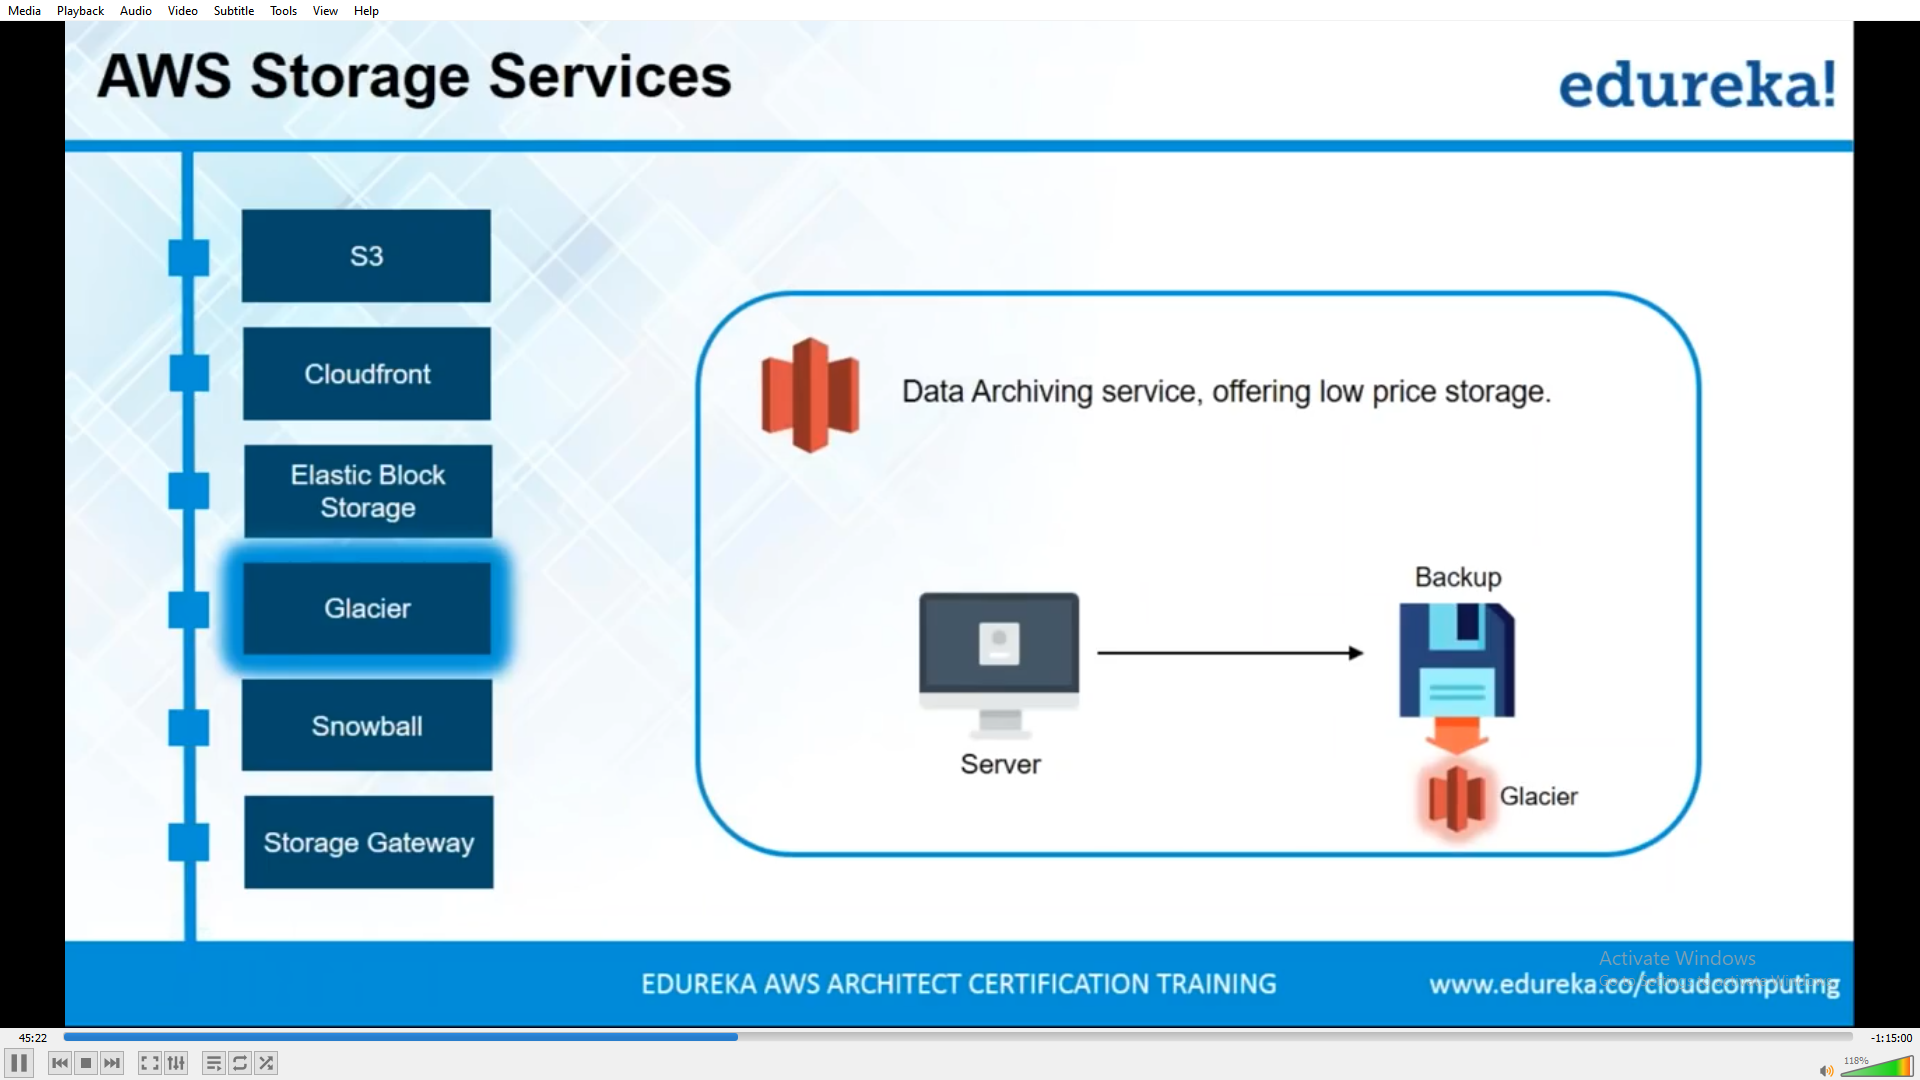 Media Playback Audio Video Subtitle Tools View Help
AWS Storage Services
edureka!
S3
Cloudfront
Elastic Block
Storage
Glacier
Snowball
Storage Gateway
Data Archiving service, offering low price storage.
Backup
Server
Glacier
EDUREKA AWS ARCHITECT CERTIFICATION TRAINING
www.edureka.co/cloudcomputing
Activate Windows
45:22
-1:15:00
118%